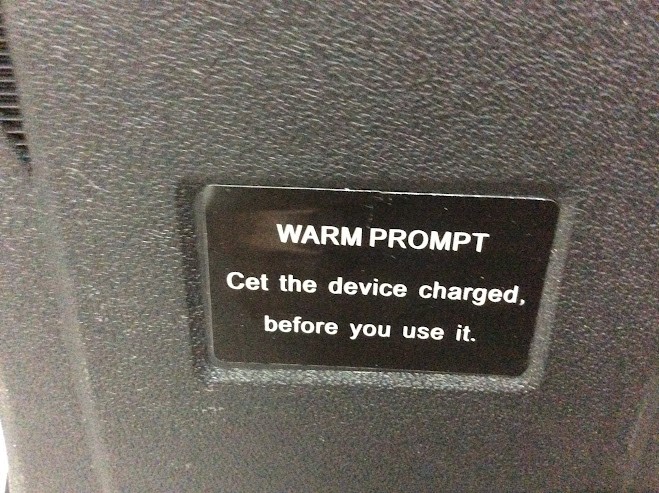 WARM PROMPT
Cet the device charged,
before you use it.